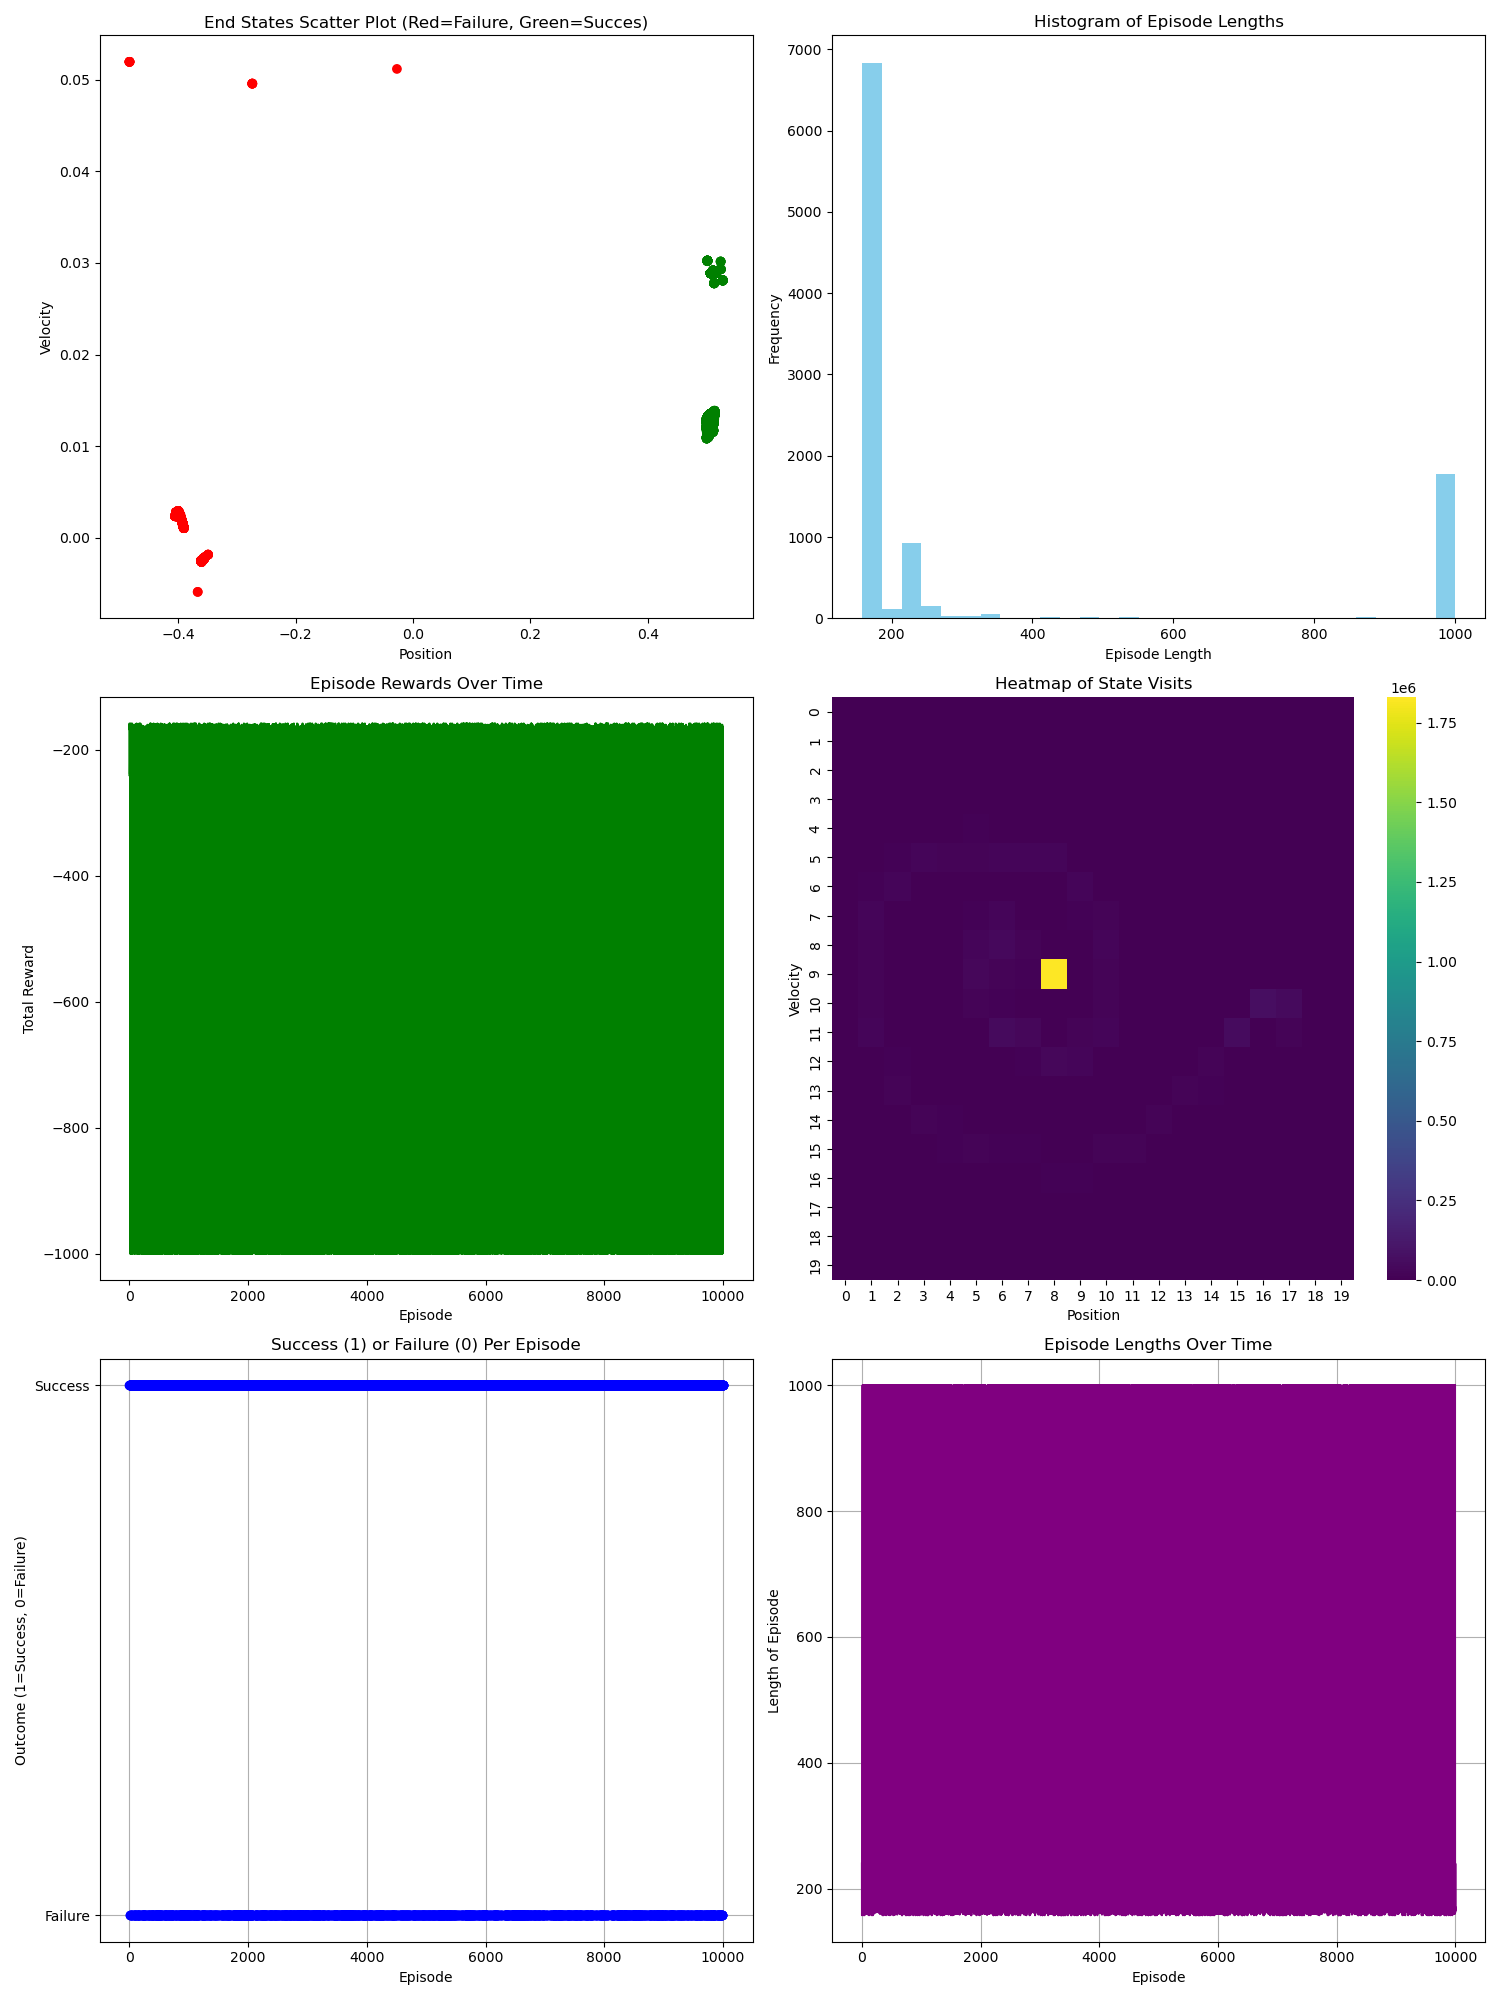 End States Scatter Plot (Red=Failure, Green=Succes)
0.05
0.04
0.03
0.02
0.01
0.00
Velocity
−0.4 −0.2 0.0 0.2 0.4
Position
Histogram of Episode Lengths
7000
6000
5000
4000
3000
2000
1000
0
Frequency
200 400 600 800 1000
Episode Length
Episode Rewards Over Time
−200
−400
−600
−800
−1000
Total Reward
0 2000 4000 6000 8000 10000
Episode
Heatmap of State Visits
0
1
2
3
4
5
6
7
8
9
10
11
12
13
14
15
16
17
18
19
Velocity
0 1 2 3 4 5 6 7 8 9 10 11 12 13 14 15 16 17 18 19
Position
1e6
1.75
1.50
1.25
1.00
0.75
0.50
0.25
0.00
Success (1) or Failure (0) Per Episode
Success
Failure
Outcome (1=Success, 0=Failure)
0 2000 4000 6000 8000 10000
Episode
Episode Lengths Over Time
1000
800
600
400
200
Length of Episode
0 2000 4000 6000 8000 10000
Episode